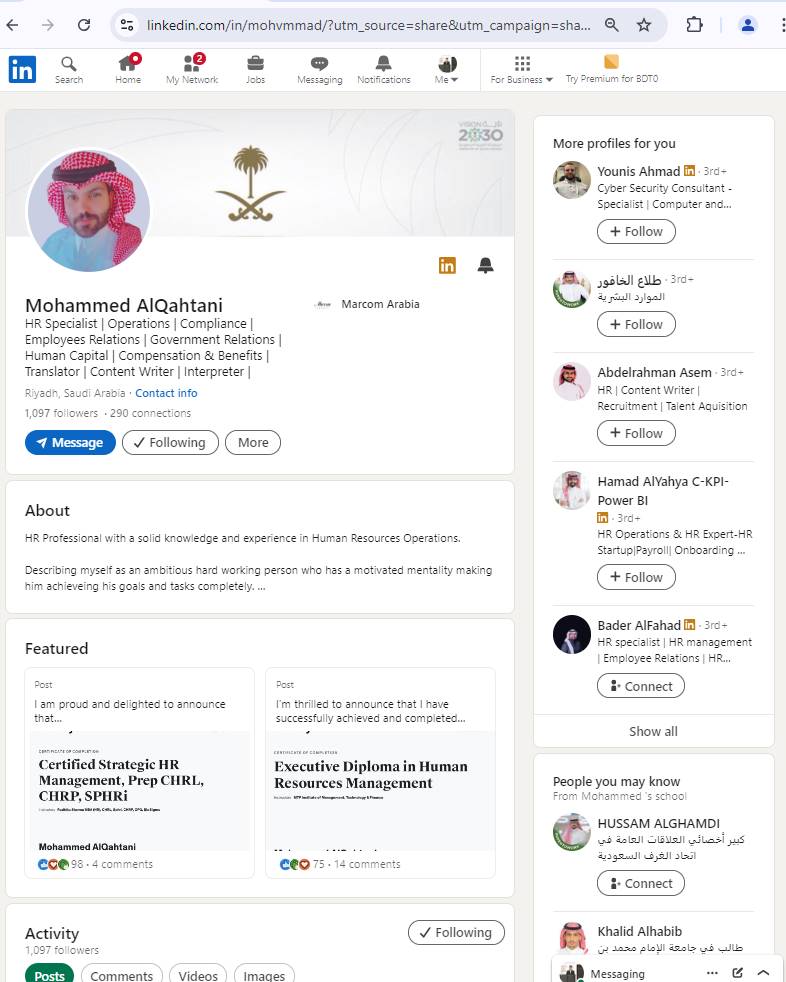 linkedin.com/in/mohvmmad/?utm_source=share&utm_campaign=sha...
in
Search
Home
2
My Network
Jobs
Messaging
Notifications
Me
For Business
Try Premium for BDT0
VISION رؤيــة
2030
in
Mohammed AlQahtani
HR Specialist | Operations | Compliance |
Employees Relations | Government Relations |
Human Capital | Compensation & Benefits |
Translator | Content Writer | Interpreter |
Riyadh, Saudi Arabia · Contact info
1,097 followers · 290 connections
Marcom Arabia
Message
Following
More
About
HR Professional with a solid knowledge and experience in Human Resources Operations.
Describing myself as an ambitious hard working person who has a motivated mentality making
him achieveing his goals and tasks completely. ...
Featured
Post
I am proud and delighted to announce
that...
CERTIFICATE OF COMPLETION
Certified Strategic HR
Management, Prep CHRL,
CHRP, SPHRi
Mohammed AlQahtani
98 · 4 comments
Post
I'm thrilled to announce that I have
successfully achieved and completed...
CERTIFICATE OF COMPLETION
Executive Diploma in Human
Resources Management
Mohammed AlQahtani
75 · 14 comments
Activity
1,097 followers
Following
Posts
Comments
Videos
Images
More profiles for you
Younis Ahmad in · 3rd+
Cyber Security Consultant -
Specialist | Computer and...
+ Follow
طلاع الخافور · 3rd+
الموارد البشرية
+ Follow
Abdelrahman Asem · 3rd+
HR | Content Writer |
Recruitment | Talent Aquisition
+ Follow
Hamad AlYahya C-KPI-
Power BI
in · 3rd+
HR Operations & HR Expert-HR
Startup|Payroll| Onboarding ...
+ Follow
Bader AlFahad in · 3rd+
HR specialist | HR management
| Employee Relations | HR...
Connect
Show all
People you may know
From Mohammed 's school
HUSSAM ALGHAMDI
كبير أخصائي العلاقات العامة في
اتحاد الغرف السعودية
Connect
Khalid Alhabib
طالب في جامعة الإمام محمد بن
Messaging